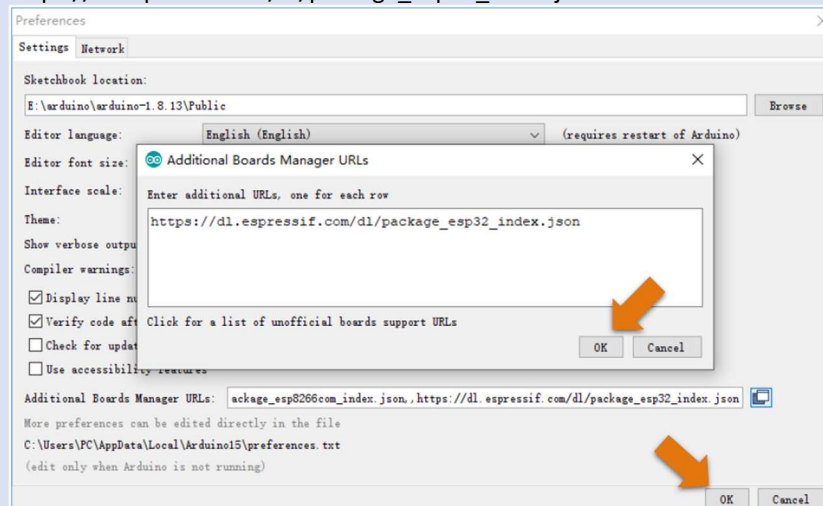 Preferences
Settings Network
Sketchbook location:
E:\arduino\arduino-1.8.13\Public Browse
Editor language: English (English) (requires restart of Arduino)
Editor font size:
Additional Boards Manager URLs
Interface scale:
Enter additional URLs, one for each row
Theme:
https://dl.espressif.com/dl/package_esp32_index.json
Show verbose outpu
Compiler warnings:
Display line nu
Verify code aft Click for a list of unofficial boards support URLs
Check for updat OK Cancel
Use accessibility features
Additional Boards Manager URLs: ackage_esp8266com_index.json,,https://dl.espressif.com/dl/package_esp32_index.json
More preferences can be edited directly in the file
C:\Users\PC\AppData\Local\Arduino15\preferences.txt
(edit only when Arduino is not running)
OK Cancel